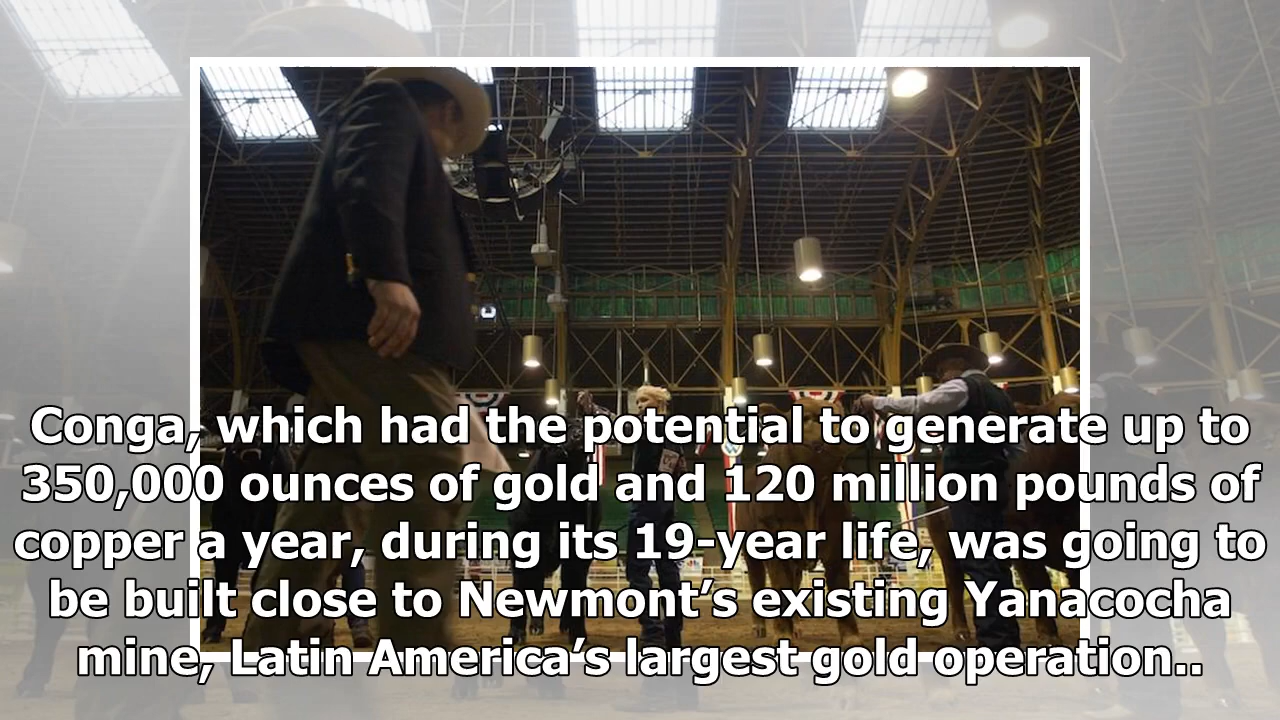 Conga, which had the potential to generate up to
350,000 ounces of gold and 120 million pounds of
copper a year, during its 19-year life, was going to
be built close to Newmont’s existing Yanacocha
mine, Latin America’s largest gold operation..